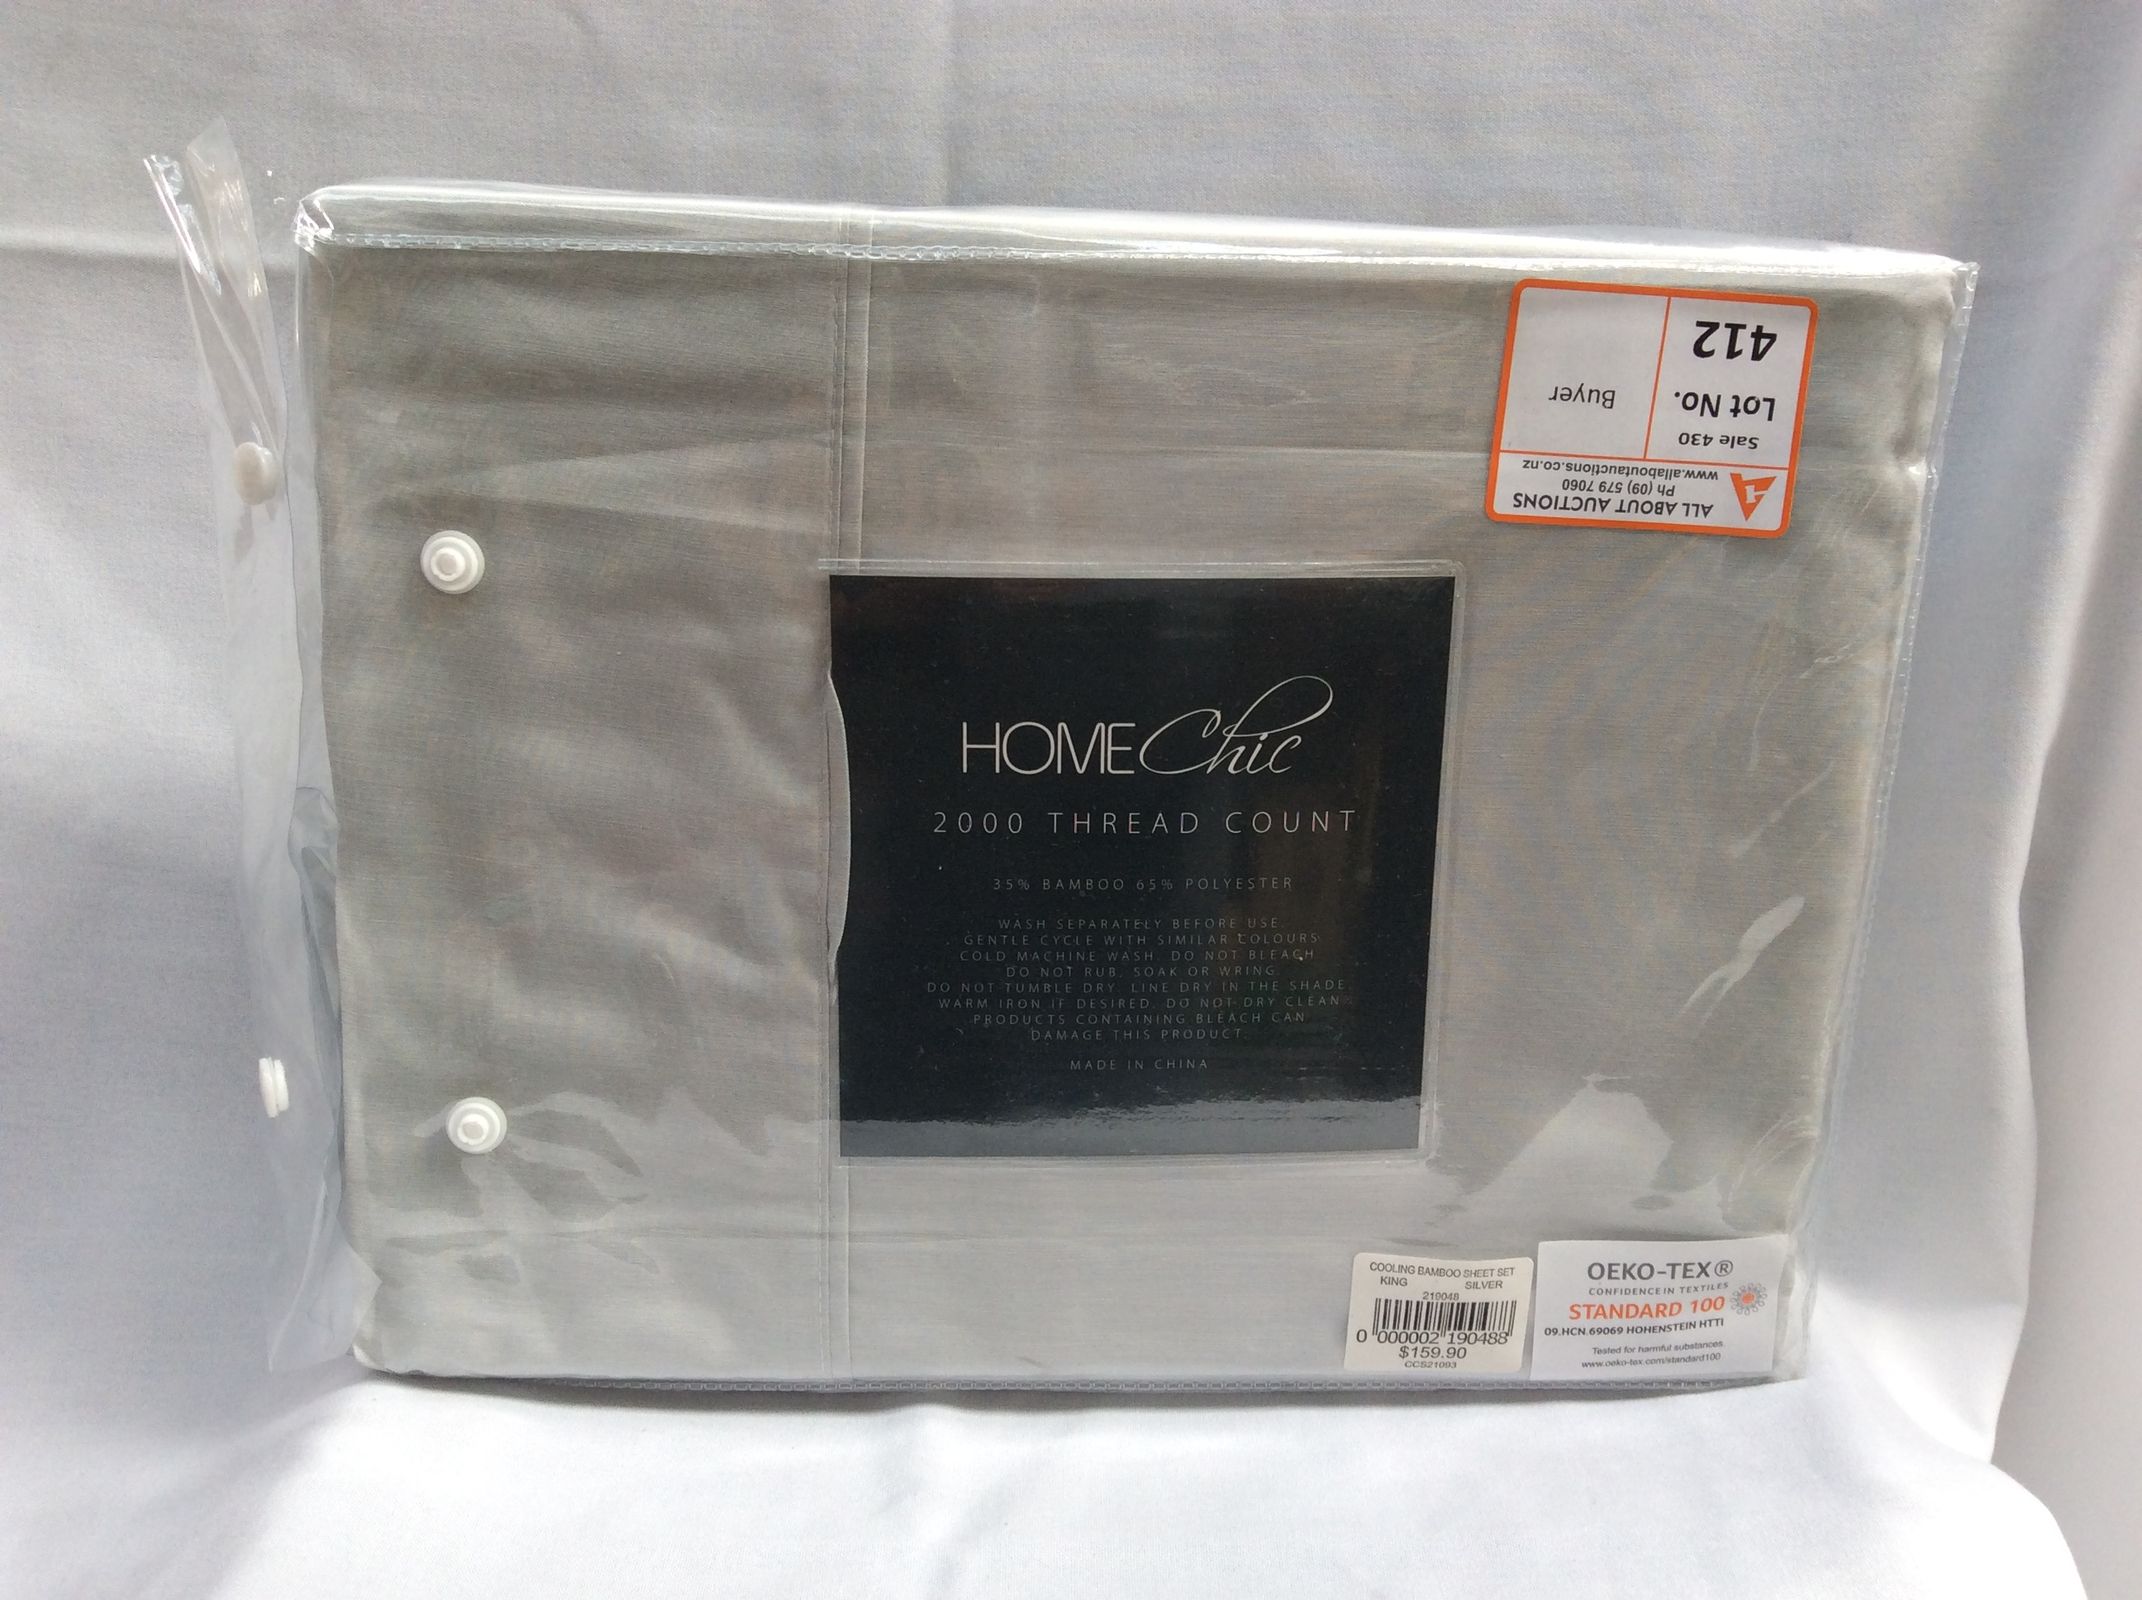 412
Lot No.
Buyer
Sale 430
www.allaboutauctions.co.nz
Ph (09) 579 7060
ALL ABOUT AUCTIONS
HOME Chic
2000 THREAD COUNT
35% BAMBOO 65% POLYESTER
WASH SEPARATELY BEFORE USE.
GENTLE CYCLE WITH SIMILAR COLOURS
COLD MACHINE WASH. DO NOT BLEACH
DO NOT RUB, SOAK OR WRING.
DO NOT TUMBLE DRY. LINE DRY IN THE SHADE.
WARM IRON IF DESIRED. DO NOT DRY CLEAN
PRODUCTS CONTAINING BLEACH CAN
DAMAGE THIS PRODUCT.
MADE IN CHINA
COOLING BAMBOO SHEET SET
KING SILVER
219048
0 000002 190488
$159.90
CCS21093
OEKO-TEX®
CONFIDENCE IN TEXTILES
STANDARD 100
09.HCN.69069 HOHENSTEIN HTTI
Tested for harmful substances.
www.oeko-tex.com/standard100